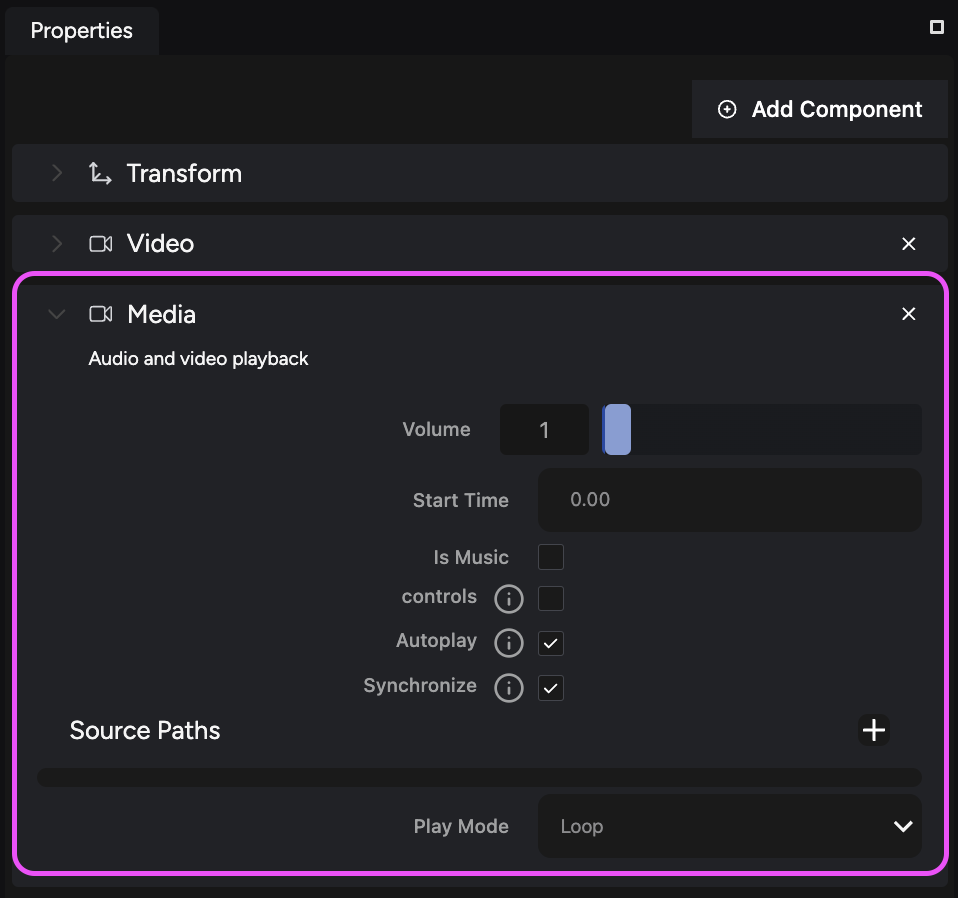 Properties
Add Component
Transform
Video
Media
Audio and video playback
Volume 1
Start Time 0.00
Is Music
controls
Autoplay
Synchronize
Source Paths
Play Mode Loop